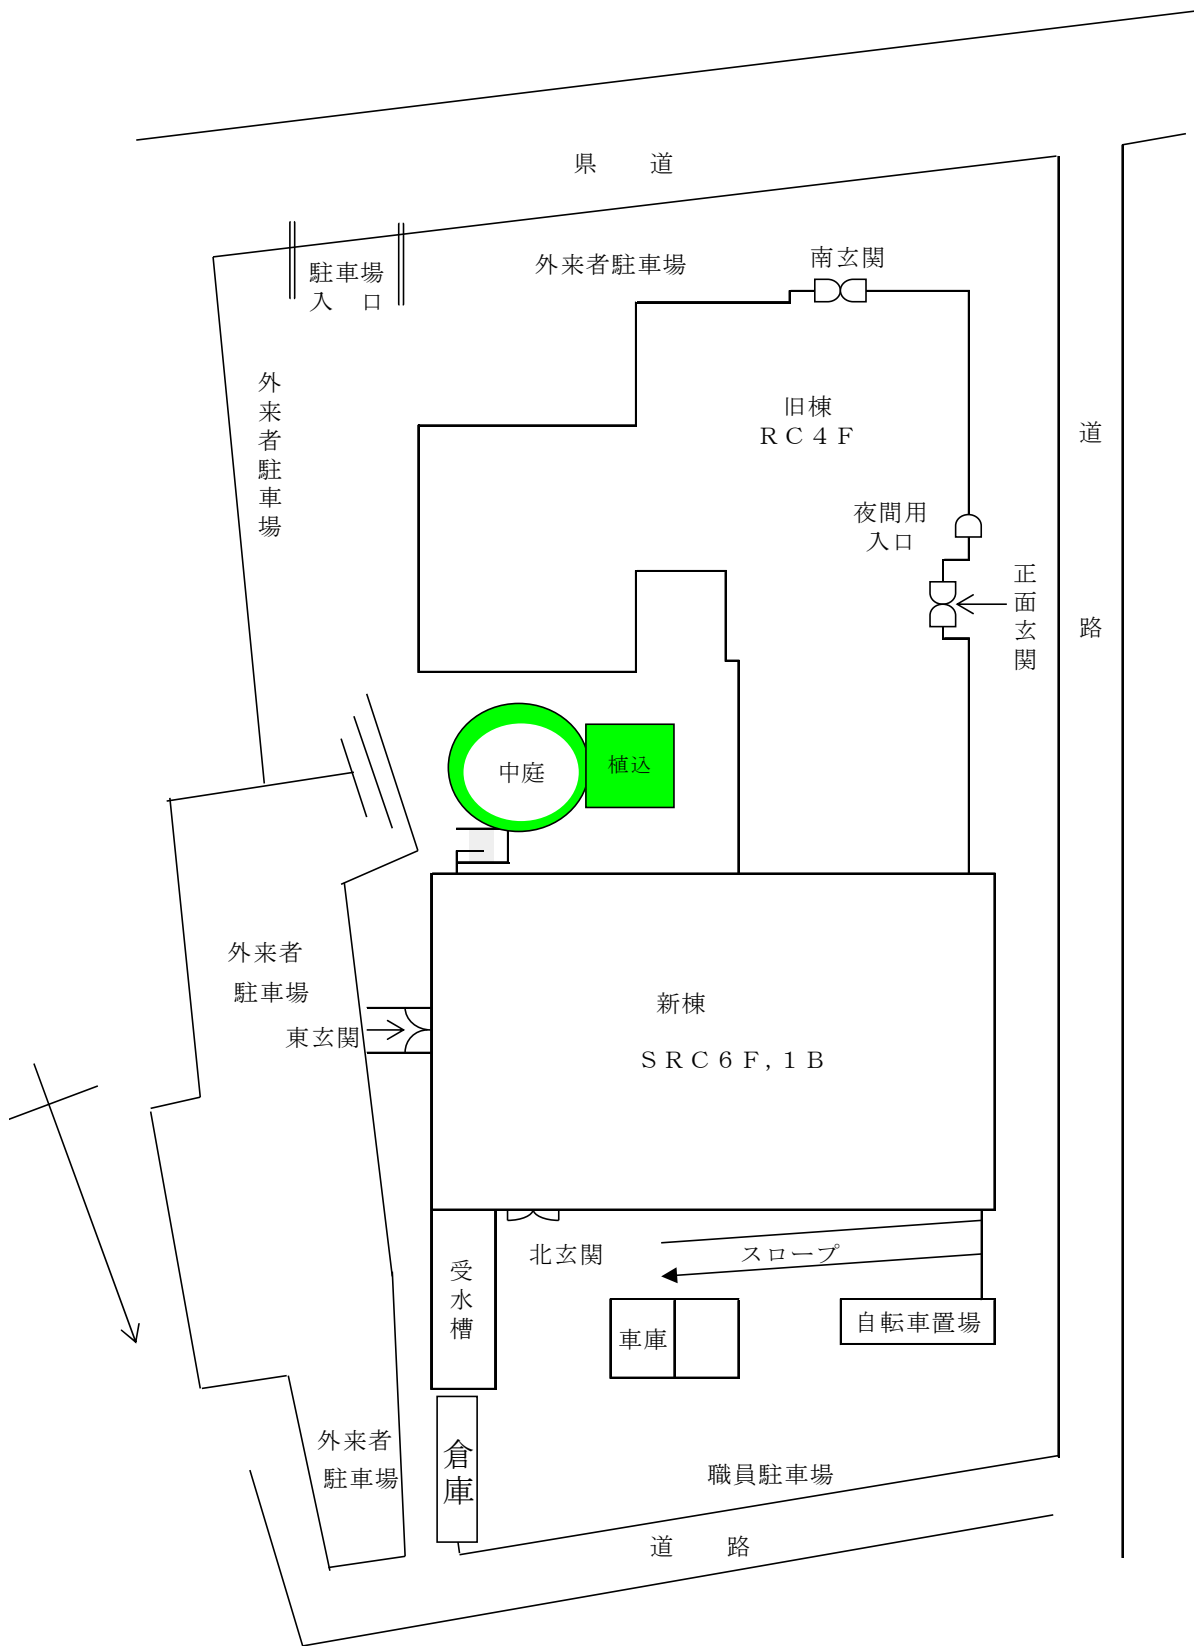 県　道
外来者駐車場
南玄関
駐車場
入　口
外来者駐車場
旧棟
ＲＣ４Ｆ
道路
夜間用
入口
正面玄関
中庭
植込
外来者
駐車場
東玄関
新棟
ＳＲＣ６Ｆ,１Ｂ
北玄関
スロープ
受水槽
車庫
自転車置場
外来者
駐車場
倉庫
職員駐車場
道　路